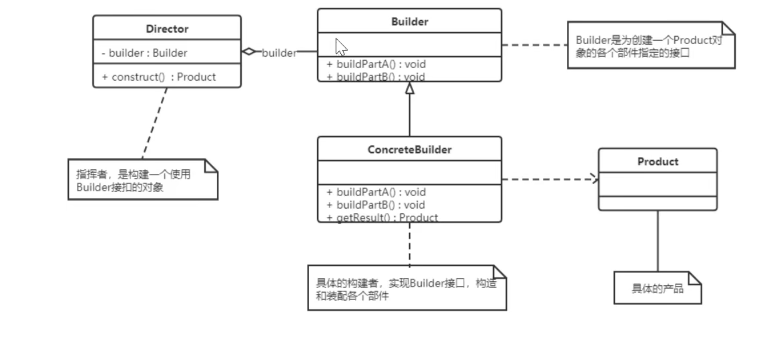 Director
- builder : Builder
+ construct() : Product
builder
Builder
+ buildPartA() : void
+ buildPartB() : void
Builder是为创建一个Product对
象的各个部件指定的接口
指挥者，是构建一个使用
Builder接扣的对象
ConcreteBuilder
+ buildPartA() : void
+ buildPartB() : void
+ getResult() : Product
Product
具体的构建者，实现Builder接口，构造
和装配各个部件
具体的产品